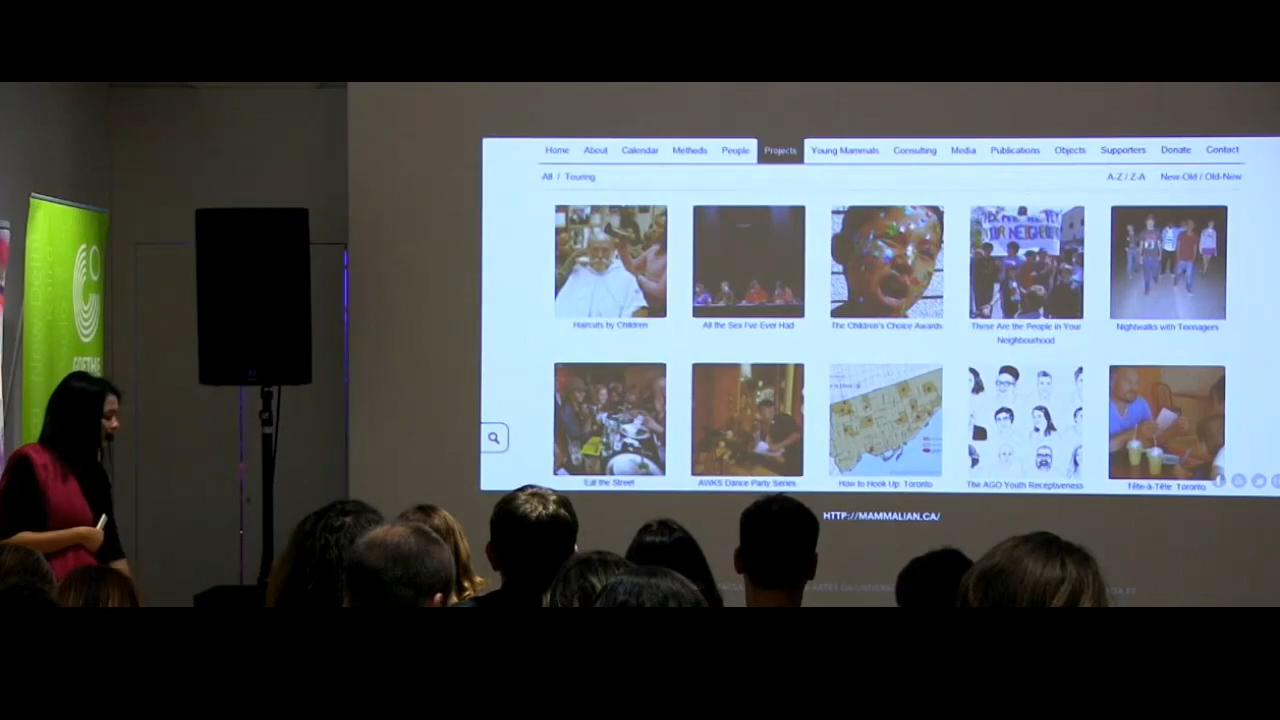 Home About Calendar Methods People Projects Young Mammals Consulting Media Publications Objects Supporters Donate Contact
All / Touring A-Z / Z-A New-Old / Old-New
Haircuts by Children
All the Sex I've Ever Had
The Children's Choice Awards
These Are the People in Your
Neighbourhood
Nightwalks with Teenagers
Eat the Street
AWKS Dance Party Series
How to Hook Up: Toronto
The AGO Youth Receptiveness
Tête-à-Tête: Toronto
HTTP://MAMMALIAN.CA/
GOETHE